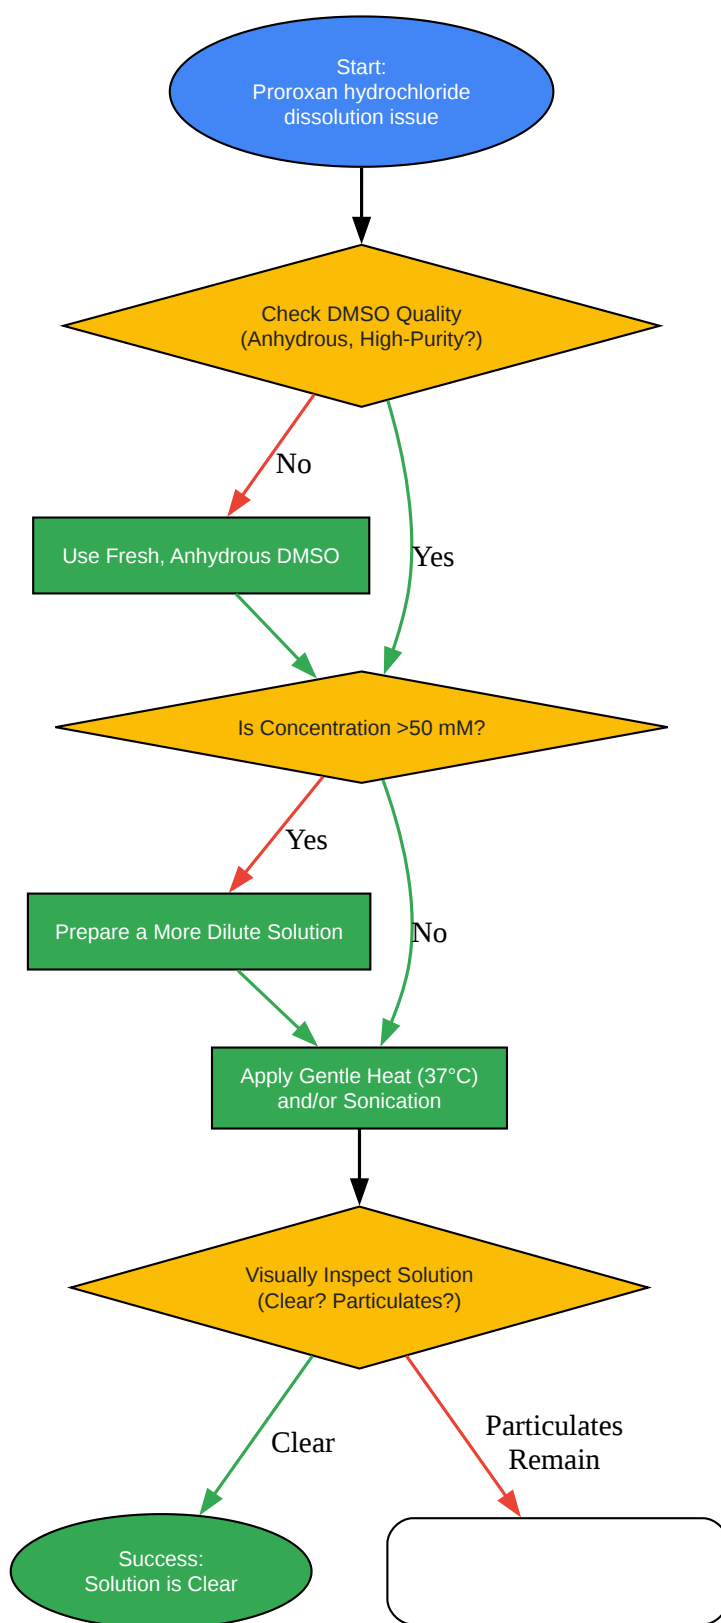 Start:
Proroxan hydrochloride
dissolution issue
Check DMSO Quality
(Anhydrous, High-Purity?)
No
Use Fresh, Anhydrous DMSO
Yes
Is Concentration >50 mM?
Yes
Prepare a More Dilute Solution
No
Apply Gentle Heat (37°C)
and/or Sonication
Visually Inspect Solution
(Clear? Particulates?)
Clear
Particulates
Remain
Success:
Solution is Clear